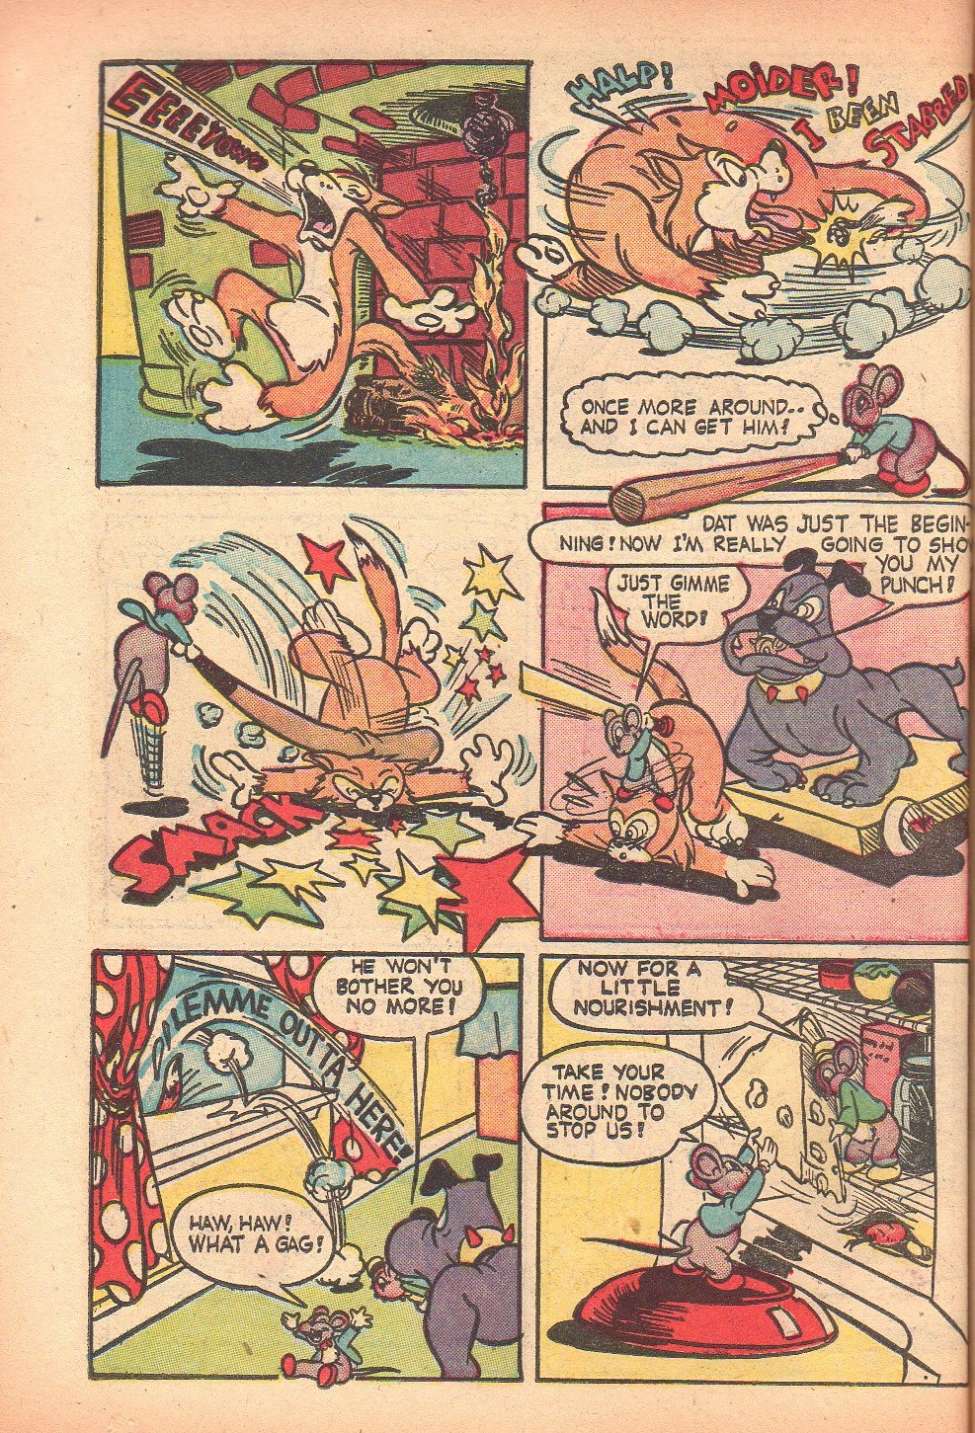 EEEEYOWW
HALP!
MOIDER!
I BEEN
STABBED
ONCE MORE AROUND--
AND I CAN GET HIM!
SMACK
DAT WAS JUST THE BEGIN-
NING! NOW I'M REALLY GOING TO SHO
YOU MY
PUNCH!
JUST GIMME
THE
WORD!
LEMME OUTTA HERE!
HE WON'T
BOTHER YOU
NO MORE!
HAW, HAW!
WHAT A GAG!
NOW FOR A
LITTLE
NOURISHMENT!
TAKE YOUR
TIME! NOBODY
AROUND TO
STOP US!